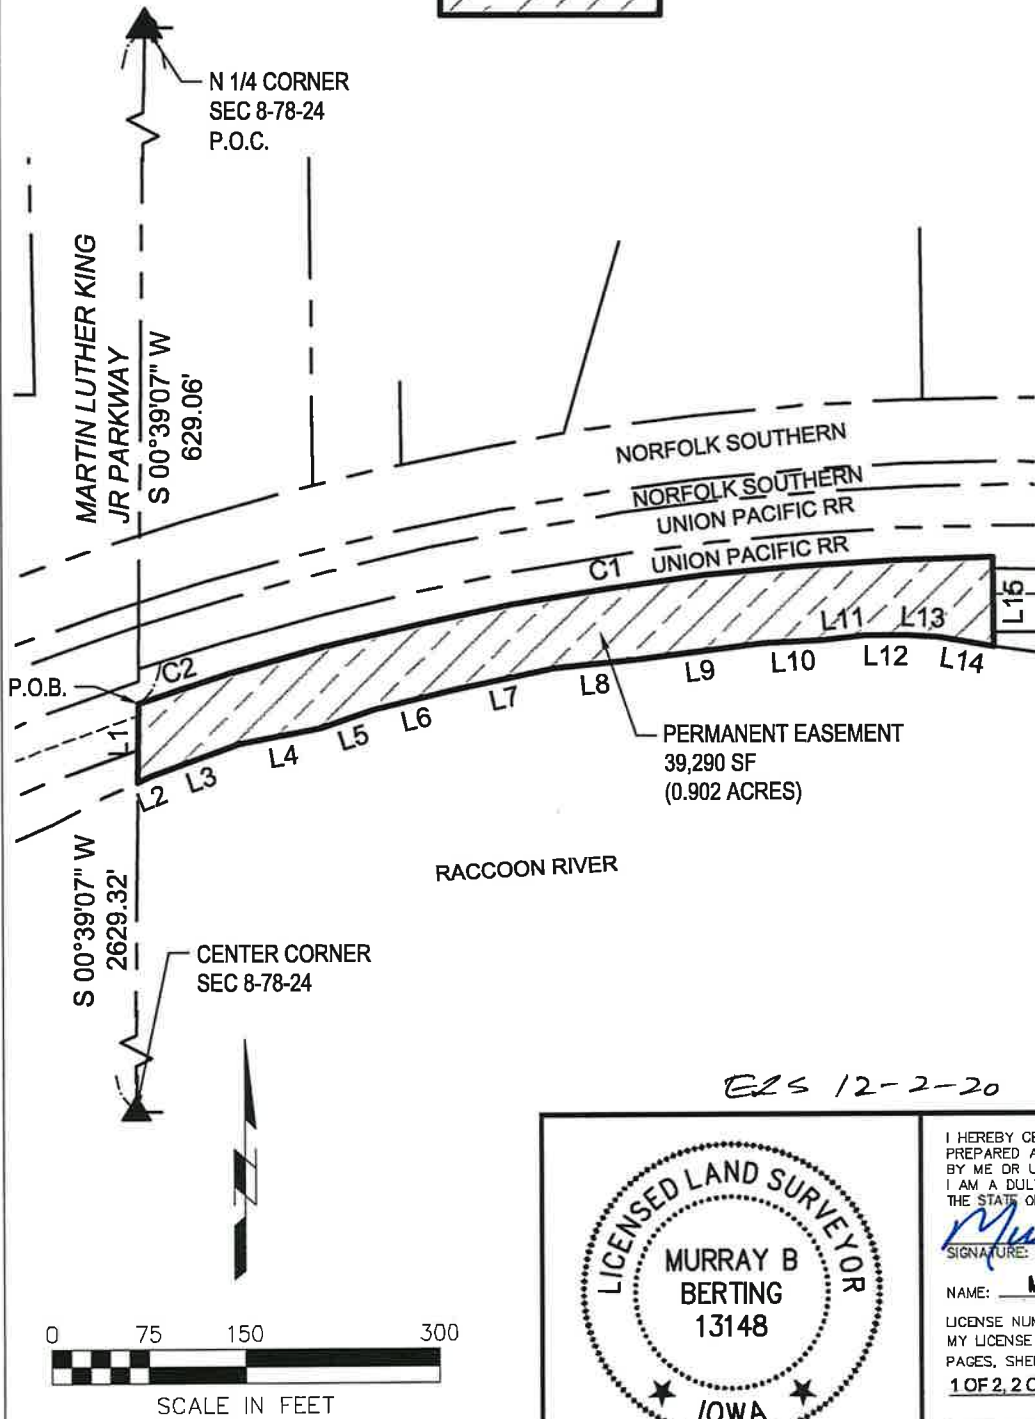 N 1/4 CORNER
SEC 8-78-24
P.O.C.
MARTIN LUTHER KING
JR PARKWAY
S 00°39'07" W
629.06'
NORFOLK SOUTHERN
NORFOLK SOUTHERN
UNION PACIFIC RR
UNION PACIFIC RR
C1
C2
P.O.B.
L1
L2
L3
L4
L5
L6
L7
L8
L9
L10
L11
L12
L13
L14
L15
PERMANENT EASEMENT
39,290 SF
(0.902 ACRES)
RACCOON RIVER
S 00°39'07" W
2629.32'
CENTER CORNER
SEC 8-78-24
12-2-20
0 75 150 300
SCALE IN FEET
LICENSED LAND SURVEYOR
MURRAY B
BERTING
13148
IOWA
I HEREBY
PREPARED
BY ME OR
I AM A
THE STATE
SIGNATURE:
NAME:
LICENSE
MY LICENSE
PAGES,
1 OF 2, 2